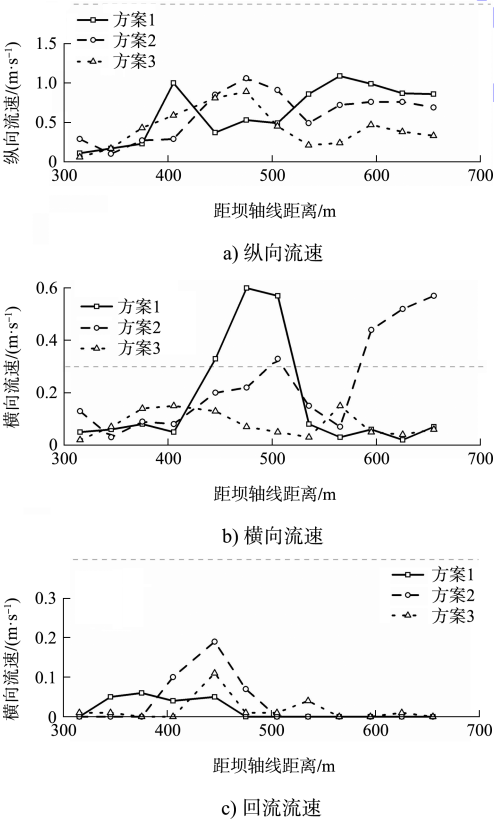 方案1
方案2
方案3
纵向流速/(m·s⁻¹)
1.5
1.0
0.5
0
300
400
500
600
700
距坝轴线距离/m
a) 纵向流速
方案1
方案2
方案3
横向流速/(m·s⁻¹)
0.6
0.4
0.2
0
300
400
500
600
700
距坝轴线距离/m
b) 横向流速
方案1
方案2
方案3
横向流速/(m·s⁻¹)
0.3
0.2
0.1
0
300
400
500
600
700
距坝轴线距离/m
c) 回流流速